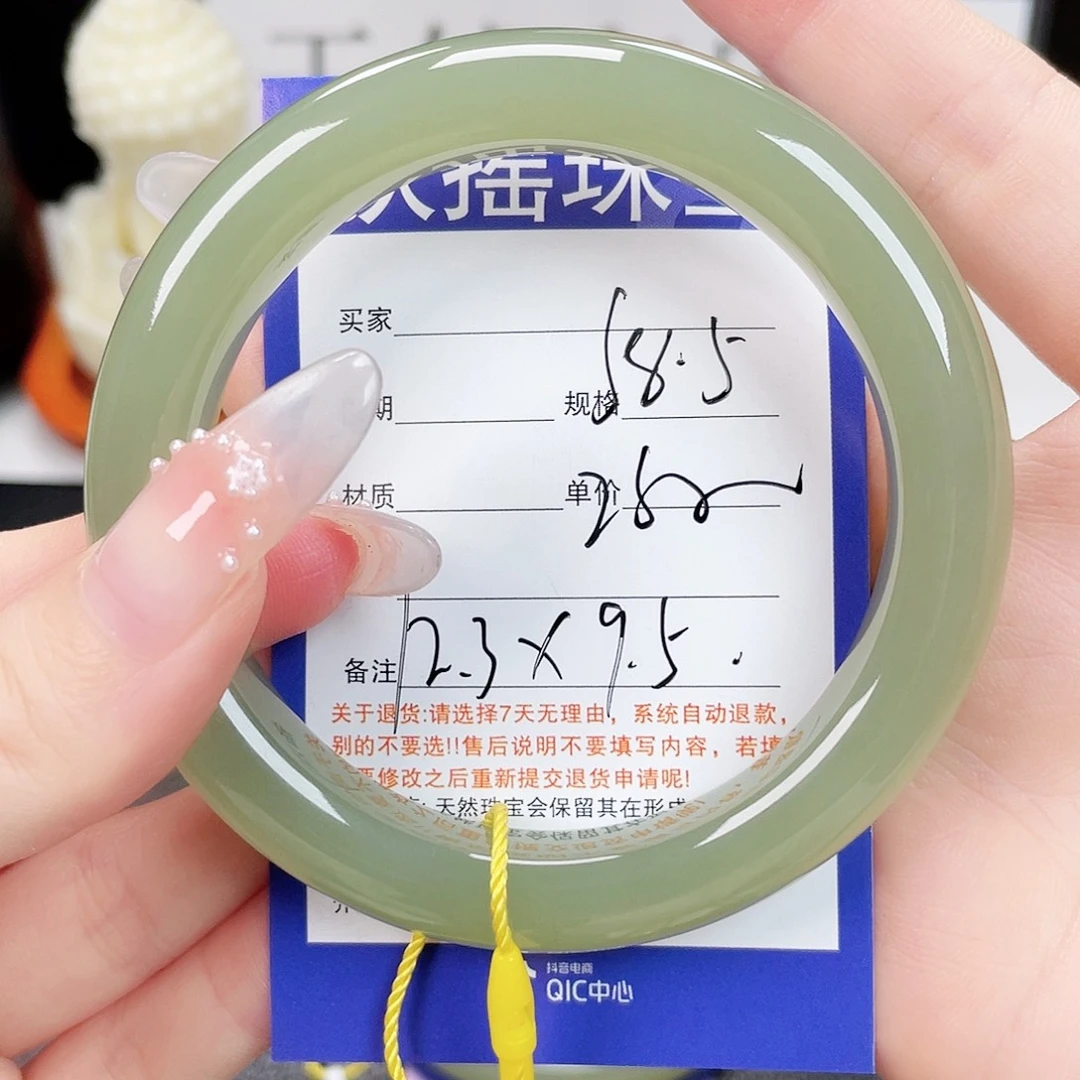 摇珠
买家
期 规格 58.5
材质 单价
备注 12.3×9.5.
关于退货:请选择7天无理由，系统自动退款，
别的不要选!!售后说明不要填写内容，若填
要修改之后重新提交退货申请呢!
天然珠宝会保留其在形成
抖音电商
QIC中心